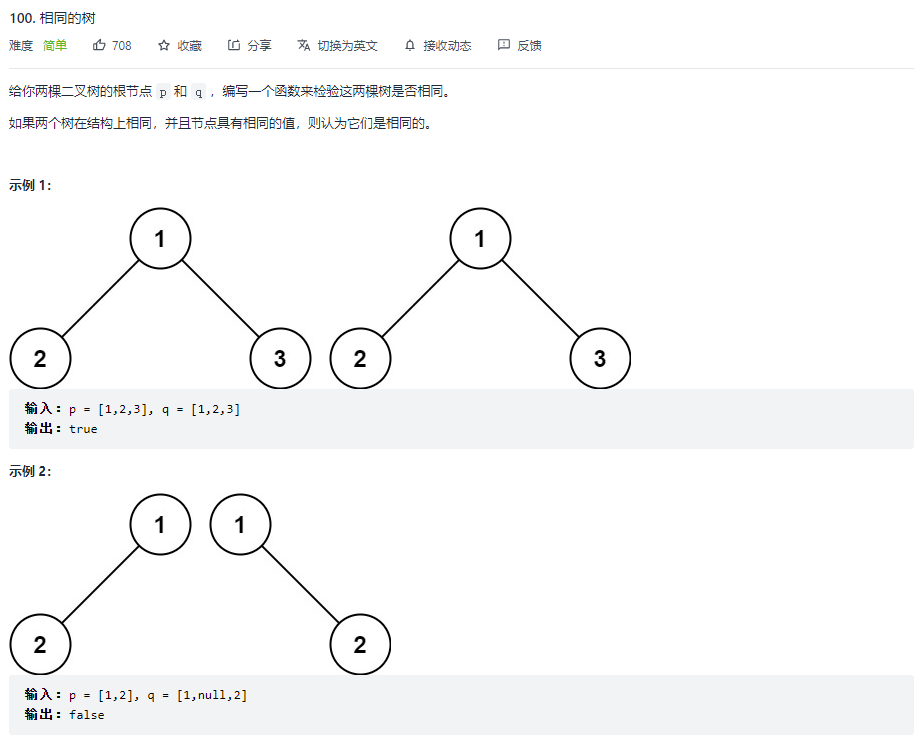 100. 相同的树
难度 简单 708 收藏 分享 切换为英文 接收动态 反馈
给你两棵二叉树的根节点 p 和 q ，编写一个函数来检验这两棵树是否相同。
如果两个树在结构上相同，并且节点具有相同的值，则认为它们是相同的。
示例 1：
1 1
2 3 2 3
输入：p = [1,2,3], q = [1,2,3]
输出：true
示例 2：
1 1
2 2
输入：p = [1,2], q = [1,null,2]
输出：false